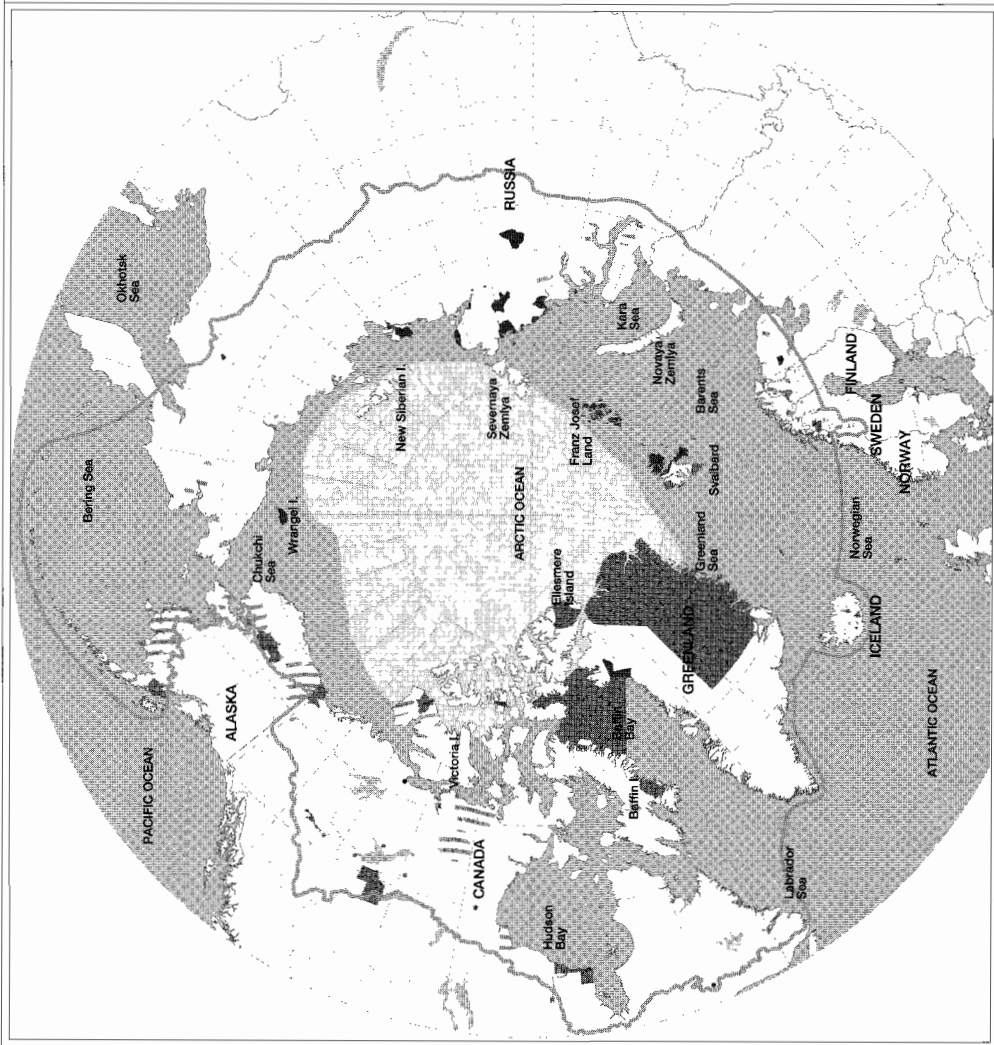 Okhotsk
Sea
Bering Sea
PACIFIC OCEAN
ALASKA
Chukchi
Sea
Wrangel I.
RUSSIA
New Siberian I.
Severnaya
Zemlya
ARCTIC OCEAN
Franz Josef
Land
Kara
Sea
Novaya
Zemlya
Barents
Sea
Svabard
Ellesmere
Island
Greenland
Sea
GREENLAND
Victoria I.
Baffin
Bay
Baffin I.
CANADA
Hudson
Bay
Labrador
Sea
FINLAND
SWEDEN
NORWAY
Norwegian
Sea
ICELAND
ATLANTIC OCEAN